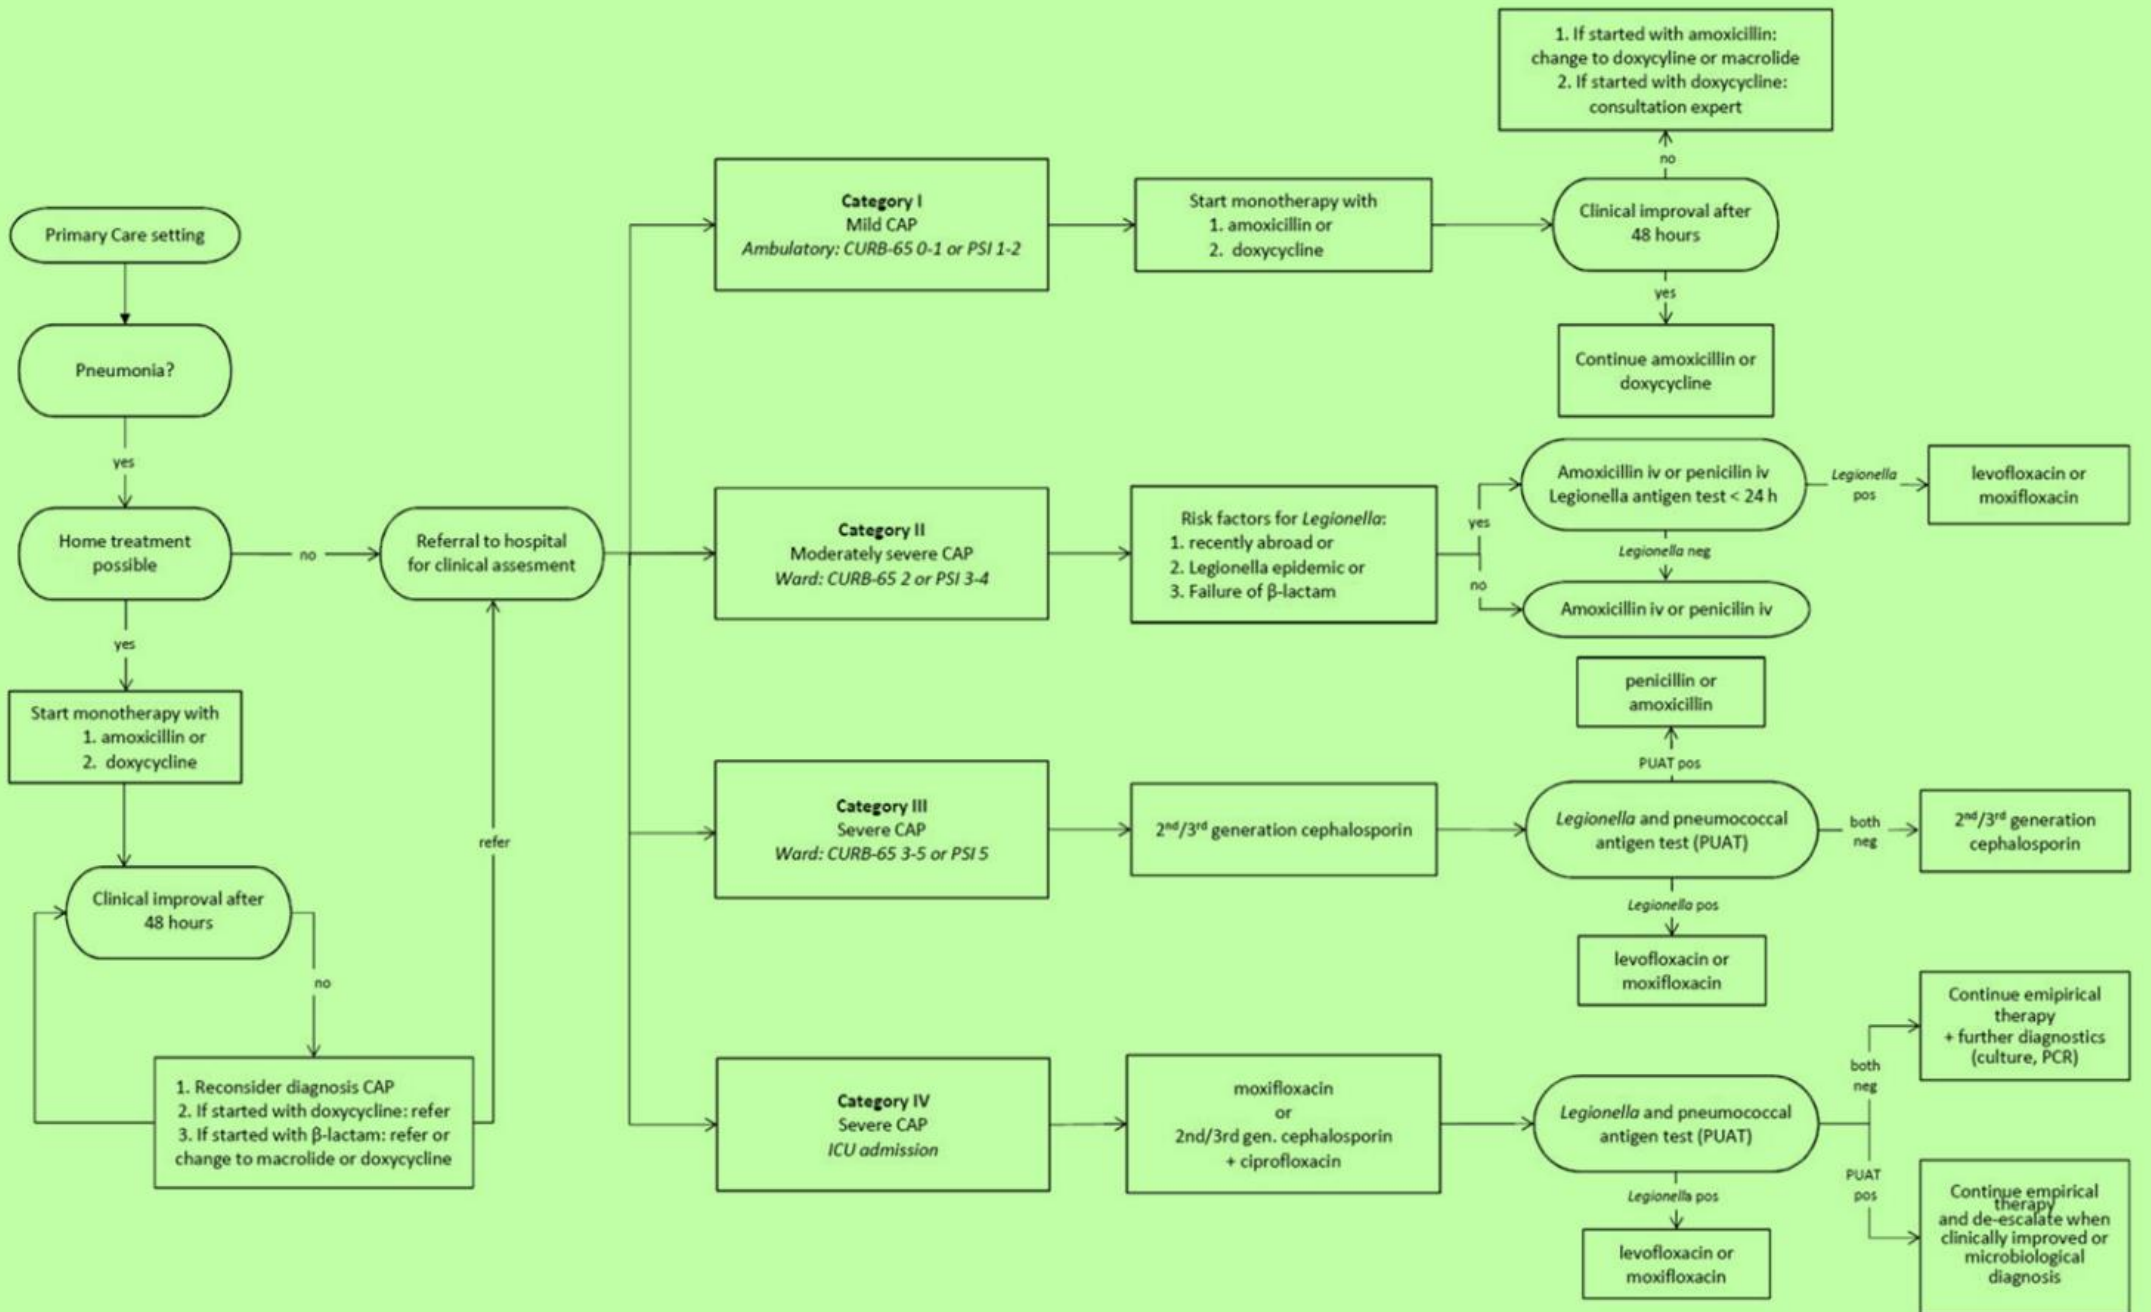 Primary Care setting
Pneumonia?
yes
Home treatment
possible
no
yes
Start monotherapy with
1. amoxicillin or
2. doxycycline
Clinical improval after
48 hours
no
1. Reconsider diagnosis CAP
2. If started with doxycycline: refer
3. If started with β-lactam: refer or
change to macrolide or doxycycline
refer
Referral to hospital
for clinical assesment
Category I
Mild CAP
Ambulatory: CURB-65 0-1 or PSI 1-2
Start monotherapy with
1. amoxicillin or
2. doxycycline
Clinical improval after
48 hours
no
1. If started with amoxicillin:
change to doxycyline or macrolide
2. If started with doxycycline:
consultation expert
yes
Continue amoxicillin or
doxycycline
Category II
Moderately severe CAP
Ward: CURB-65 2 or PSI 3-4
Risk factors for Legionella:
1. recently abroad or
2. Legionella epidemic or
3. Failure of β-lactam
yes
no
Amoxicillin iv or penicilin iv
Legionella antigen test < 24 h
Legionella
pos
levofloxacin or
moxifloxacin
Legionella neg
Amoxicillin iv or penicilin iv
Category III
Severe CAP
Ward: CURB-65 3-5 or PSI 5
2nd/3rd generation cephalosporin
Legionella and pneumococcal
antigen test (PUAT)
PUAT pos
penicillin or
amoxicillin
both
neg
2nd/3rd generation
cephalosporin
Legionella pos
levofloxacin or
moxifloxacin
Category IV
Severe CAP
ICU admission
moxifloxacin
or
2nd/3rd gen. cephalosporin
+ ciprofloxacin
Legionella and pneumococcal
antigen test (PUAT)
both
neg
Continue emipirical
therapy
+ further diagnostics
(culture, PCR)
PUAT
pos
Continue empirical
therapy
and de-escalate when
clinically improved or
microbiological
diagnosis
Legionella pos
levofloxacin or
moxifloxacin